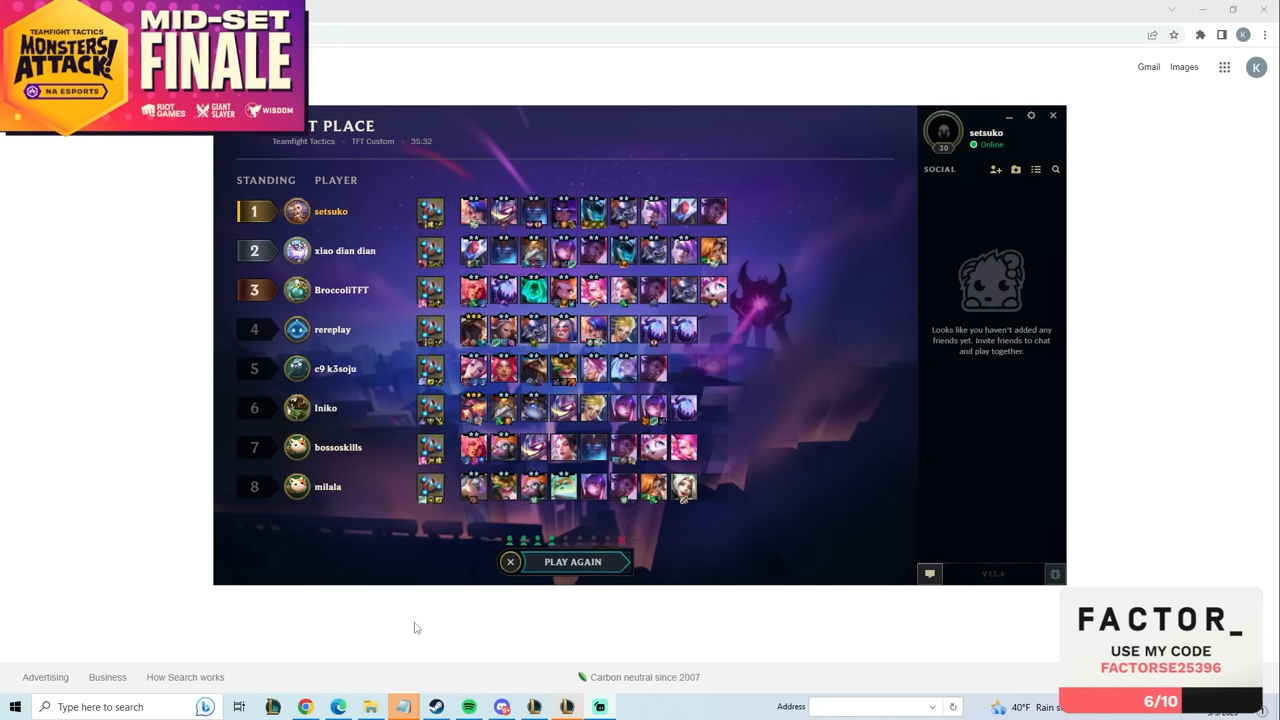 TEAMFIGHT TACTICS
MONSTERS
ATTACK!
NA ESPORTS
MID-SET
FINALE
RIOT
GAMES
GIANT
SLAYER
WISDOM
Gmail
Images
K
K
T PLACE
Teamfight Tactics • TFT Custom • 35:32
STANDING PLAYER
1 setsuko
2 xiao dian dian
3 BroccoliTFT
4 rereplay
5 c9 k3soju
6 Iniko
7 bossoskills
8 milala
PLAY AGAIN
30
setsuko
Online
SOCIAL
Looks like you haven't added any
friends yet. Invite friends to chat
and play together.
V13.4
FACTOR_
USE MY CODE
FACTORSE25396
6/10
Advertising
Business
How Search works
Carbon neutral since 2007
Type here to search
Address
40°F